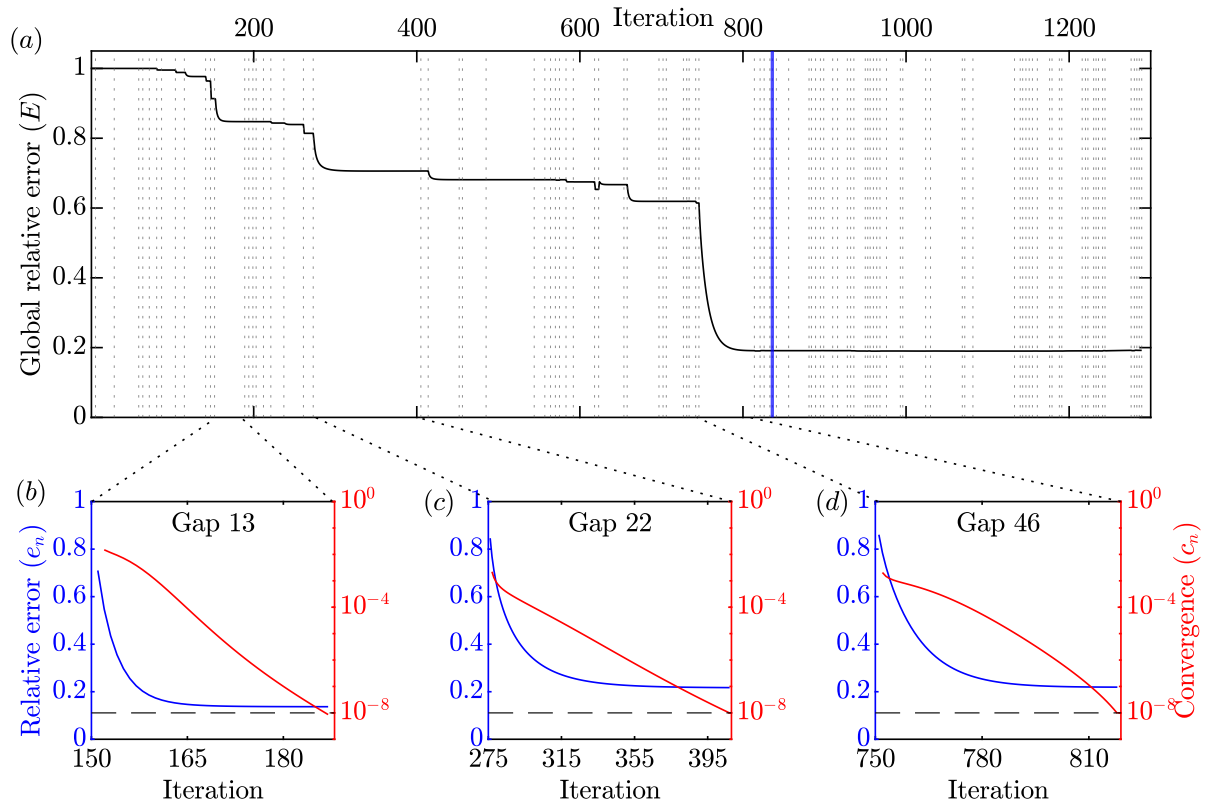 Iteration
200 400 600 800 1000 1200
(a)
Global relative error (E)
1
0.8
0.6
0.4
0.2
0
(b)
Gap 13
Relative error (e_n)
1
0.8
0.6
0.4
0.2
0
10^0
10^-4
10^-8
150 165 180
Iteration
(c)
Gap 22
1
0.8
0.6
0.4
0.2
0
10^0
10^-4
10^-8
275 315 355 395
Iteration
(d)
Gap 46
1
0.8
0.6
0.4
0.2
0
10^0
10^-4
10^-8
Convergence (c_n)
750 780 810
Iteration